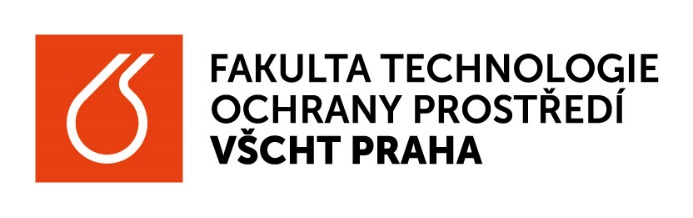 FAKULTA TECHNOLOGIE
OCHRANY PROSTŘEDÍ
VŠCHT PRAHA